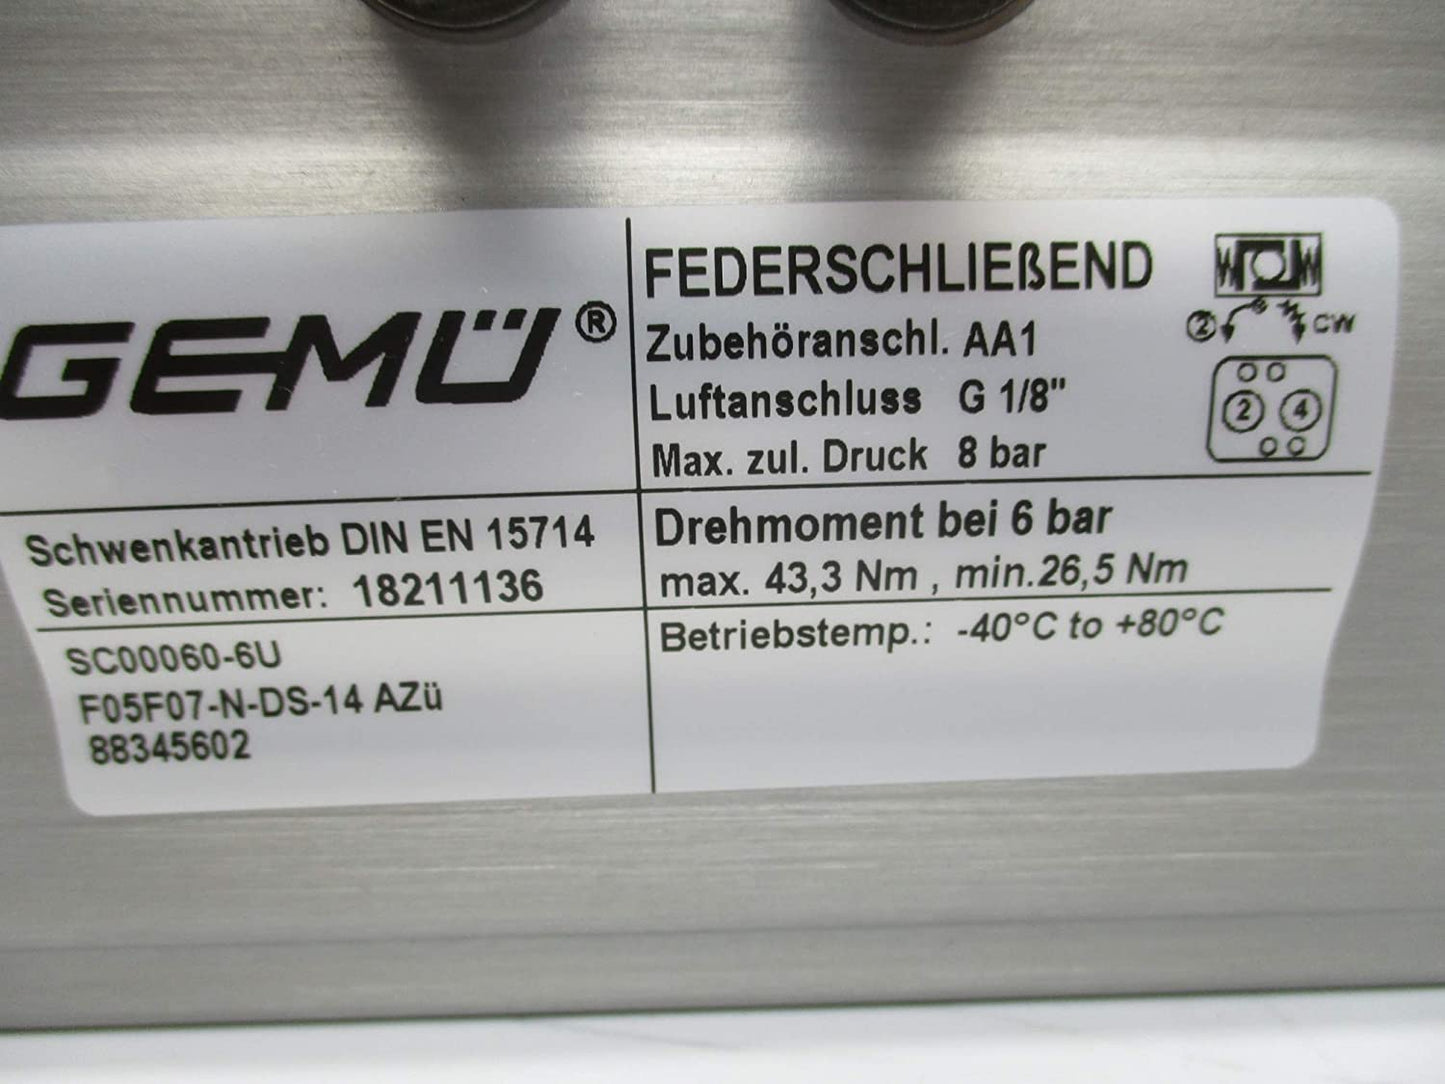 GEMÜ®
FEDERSCHLIEßEND
Zubehöranschl. AA1
Luftanschluss G 1/8"
Max. zul. Druck 8 bar
② CW
② ④
Schwenkantrieb DIN EN 15714
Seriennummer: 18211136
Drehmoment bei 6 bar
max. 43,3 Nm , min.26,5 Nm
SC00060-6U
F05F07-N-DS-14 AZü
88345602
Betriebstemp.: -40°C to +80°C